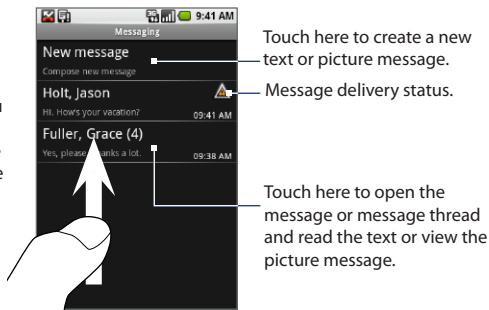 9:41 AM
Messaging
New message
Compose new message
Holt, Jason
Hi. How's your vacation?
09:41 AM
Fuller, Grace (4)
Yes, please
anks a lot.
09:38 AM
Touch here to create a new
text or picture message.
Message delivery status.
Touch here to open the
message or message thread
and read the text or view the
picture message.